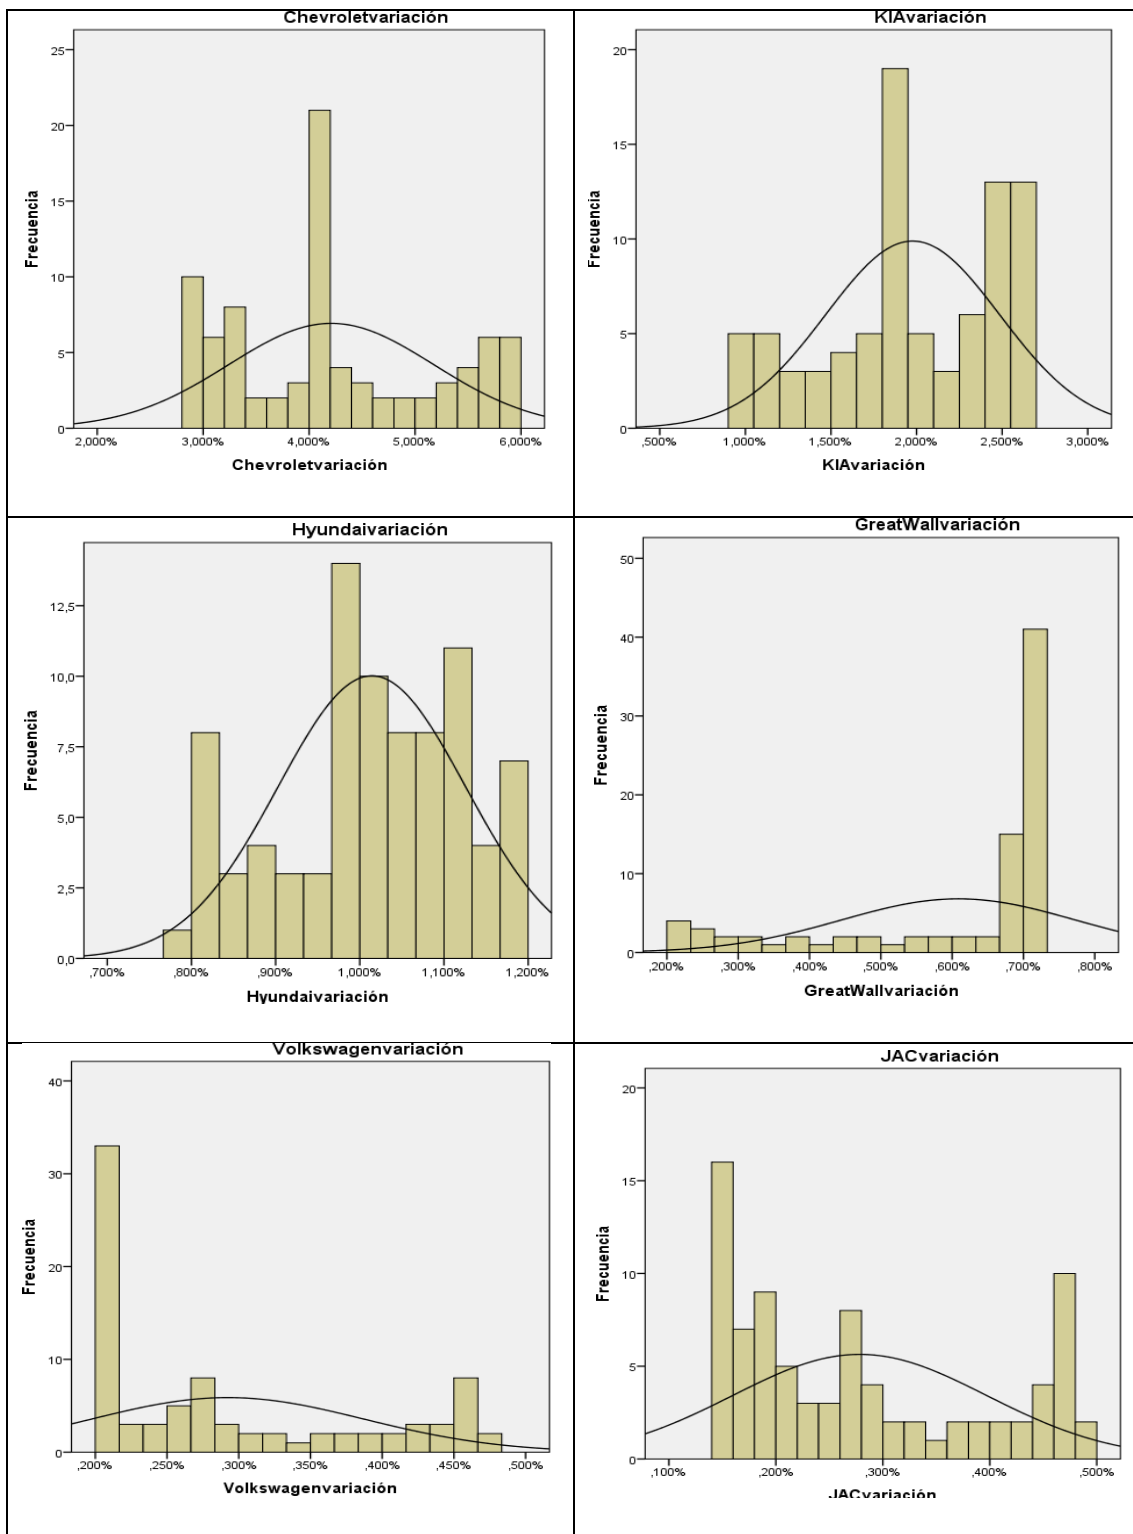 Chevroletvariación
25
20
15
10
5
0
Frecuencia
2,000% 3,000% 4,000% 5,000% 6,000%
Chevroletvariación
KIAvariación
20
15
10
5
0
Frecuencia
,500% 1,000% 1,500% 2,000% 2,500% 3,000%
KIAvariación
Hyundaivariación
12,5
10,0
7,5
5,0
2,5
0,0
Frecuencia
,700% ,800% ,900% 1,000% 1,100% 1,200%
Hyundaivariación
GreatWallvariación
50
40
30
20
10
0
Frecuencia
,200% ,300% ,400% ,500% ,600% ,700% ,800%
GreatWallvariación
Volkswagenvariación
40
30
20
10
0
Frecuencia
,200% ,250% ,300% ,350% ,400% ,450% ,500%
Volkswagenvariación
JACvariación
20
15
10
5
0
Frecuencia
,100% ,200% ,300% ,400% ,500%
JACvariación